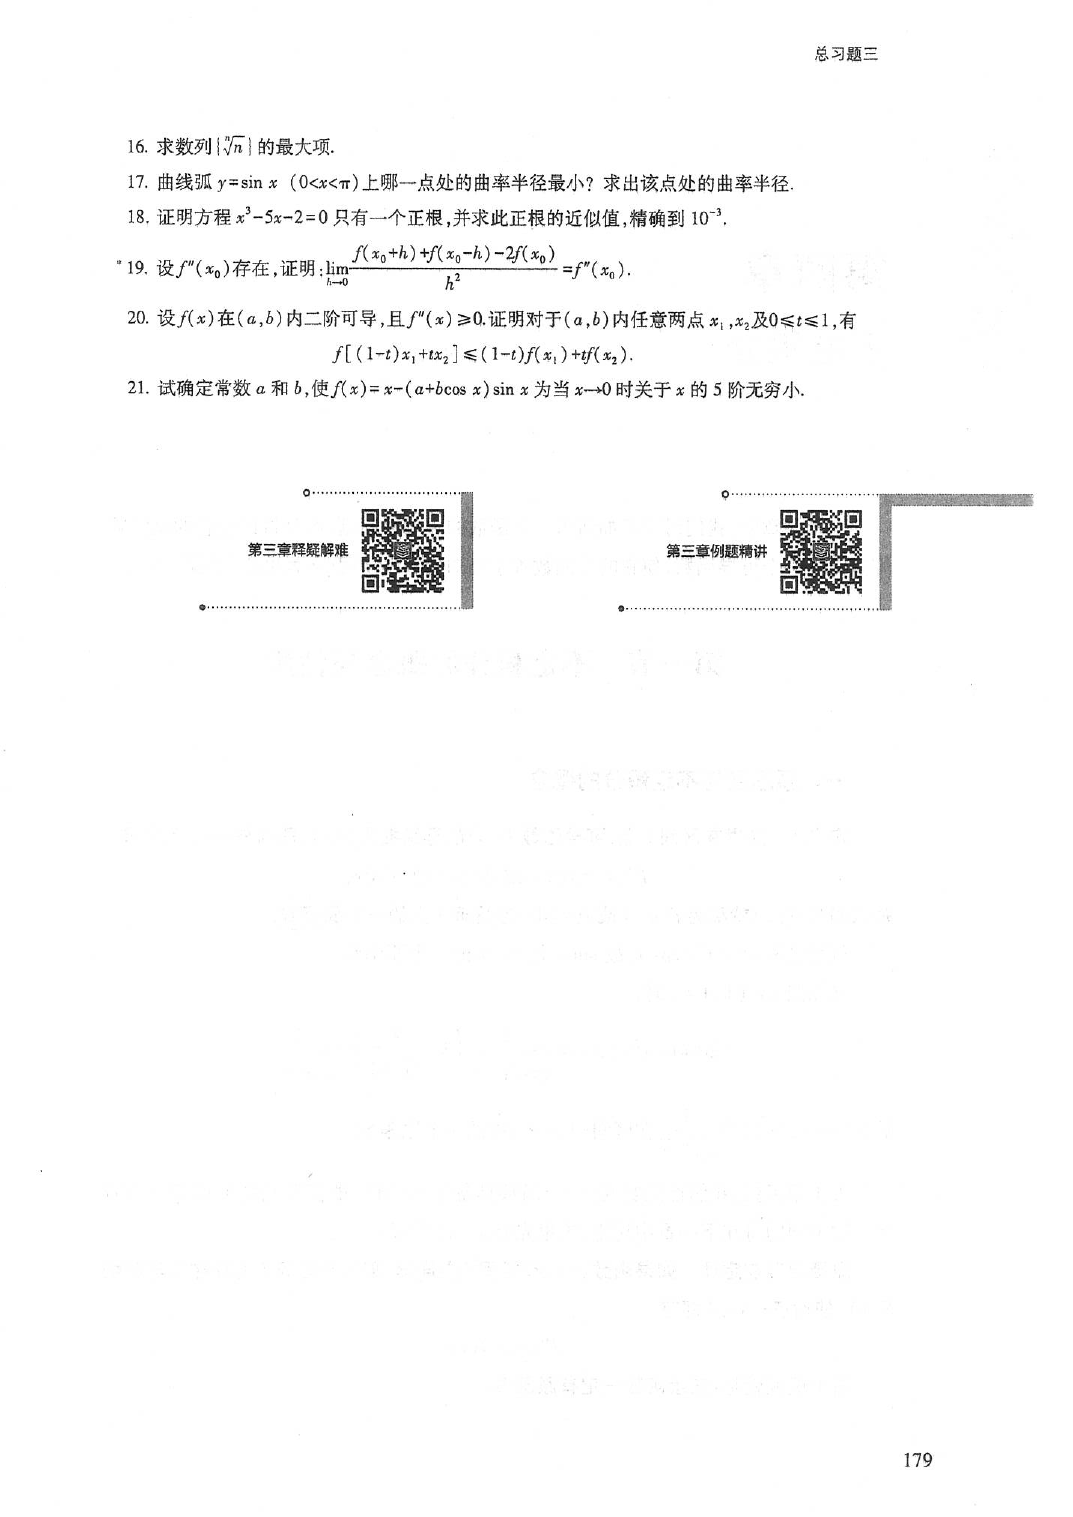 总习题三
16. 求数列{ⁿ√n}的最大项.
17. 曲线弧 y=sin x (0<x<π)上哪一点处的曲率半径最小? 求出该点处的曲率半径.
18. 证明方程 x³-5x-2=0 只有一个正根,并求此正根的近似值,精确到 10⁻³.
*19. 设f″(x₀)存在,证明:lim_{h→0} (f(x₀+h)+f(x₀-h)-2f(x₀))/h² =f″(x₀).
20. 设f(x)在(a,b)内二阶可导,且f″(x)≥0.证明对于(a,b)内任意两点 x₁,x₂及0≤t≤1,有
f[(1-t)x₁+tx₂]≤(1-t)f(x₁)+tf(x₂).
21. 试确定常数 a 和 b,使f(x)=x-(a+bcos x)sin x 为当 x→0 时关于 x 的 5 阶无穷小.
第三章释疑解难
第三章例题精讲
179